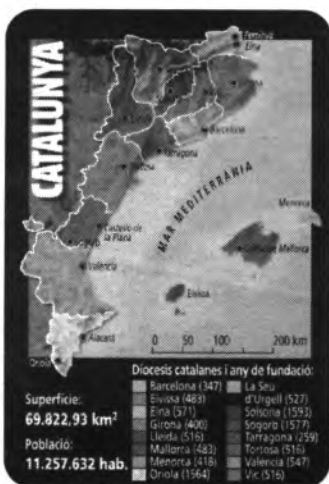 CATALUNYA
Perpinyà
Elna
Girona
Barcelona
Tarragona
Tortosa
MAR MEDITERRÀNIA
Menorca
Castelló de
la Plana
Mallorca
València
Eivissa
Alacant
Oriola
0 100 200 km
Diòcesis catalanes i any de fundació:
Barcelona (347)
Eivissa (483)
Elna (571)
Girona (400)
Lleida (516)
Mallorca (483)
Menorca (418)
Oriola (1564)
La Seu
d'Urgell (527)
Solsona (1593)
Sogorb (1577)
Tarragona (259)
Tortosa (516)
València (547)
Vic (516)
Superfície:
69.822,93 km²
Població:
11.257.632 hab.